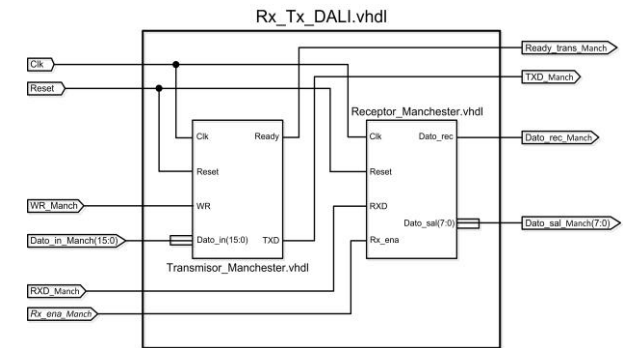 Rx_Tx_DALI.vhdl
Ready_trans_Manch
Clk
TXD_Manch
Reset
Receptor_Manchester.vhdl
Clk Ready
Clk Dato_rec
Dato_rec_Manch
Reset
Reset
WR_Manch
WR
RXD
Dato_sal(7:0)
Dato_sal_Manch(7:0)
Dato_in_Manch(15:0)
Dato_in(15:0) TXD
Rx_ena
Transmisor_Manchester.vhdl
RXD_Manch
Rx_ena_Manch